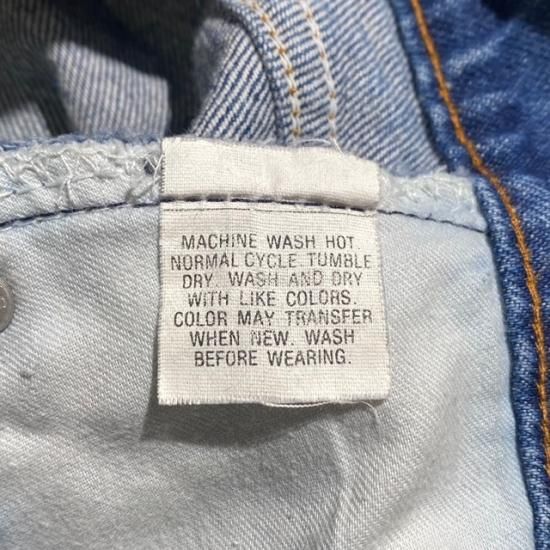 MACHINE WASH HOT.
NORMAL CYCLE TUMBLE
DRY. WASH AND DRY
WITH LIKE COLORS.
COLOR MAY TRANSFER
WHEN NEW. WASH
BEFORE WEARING.